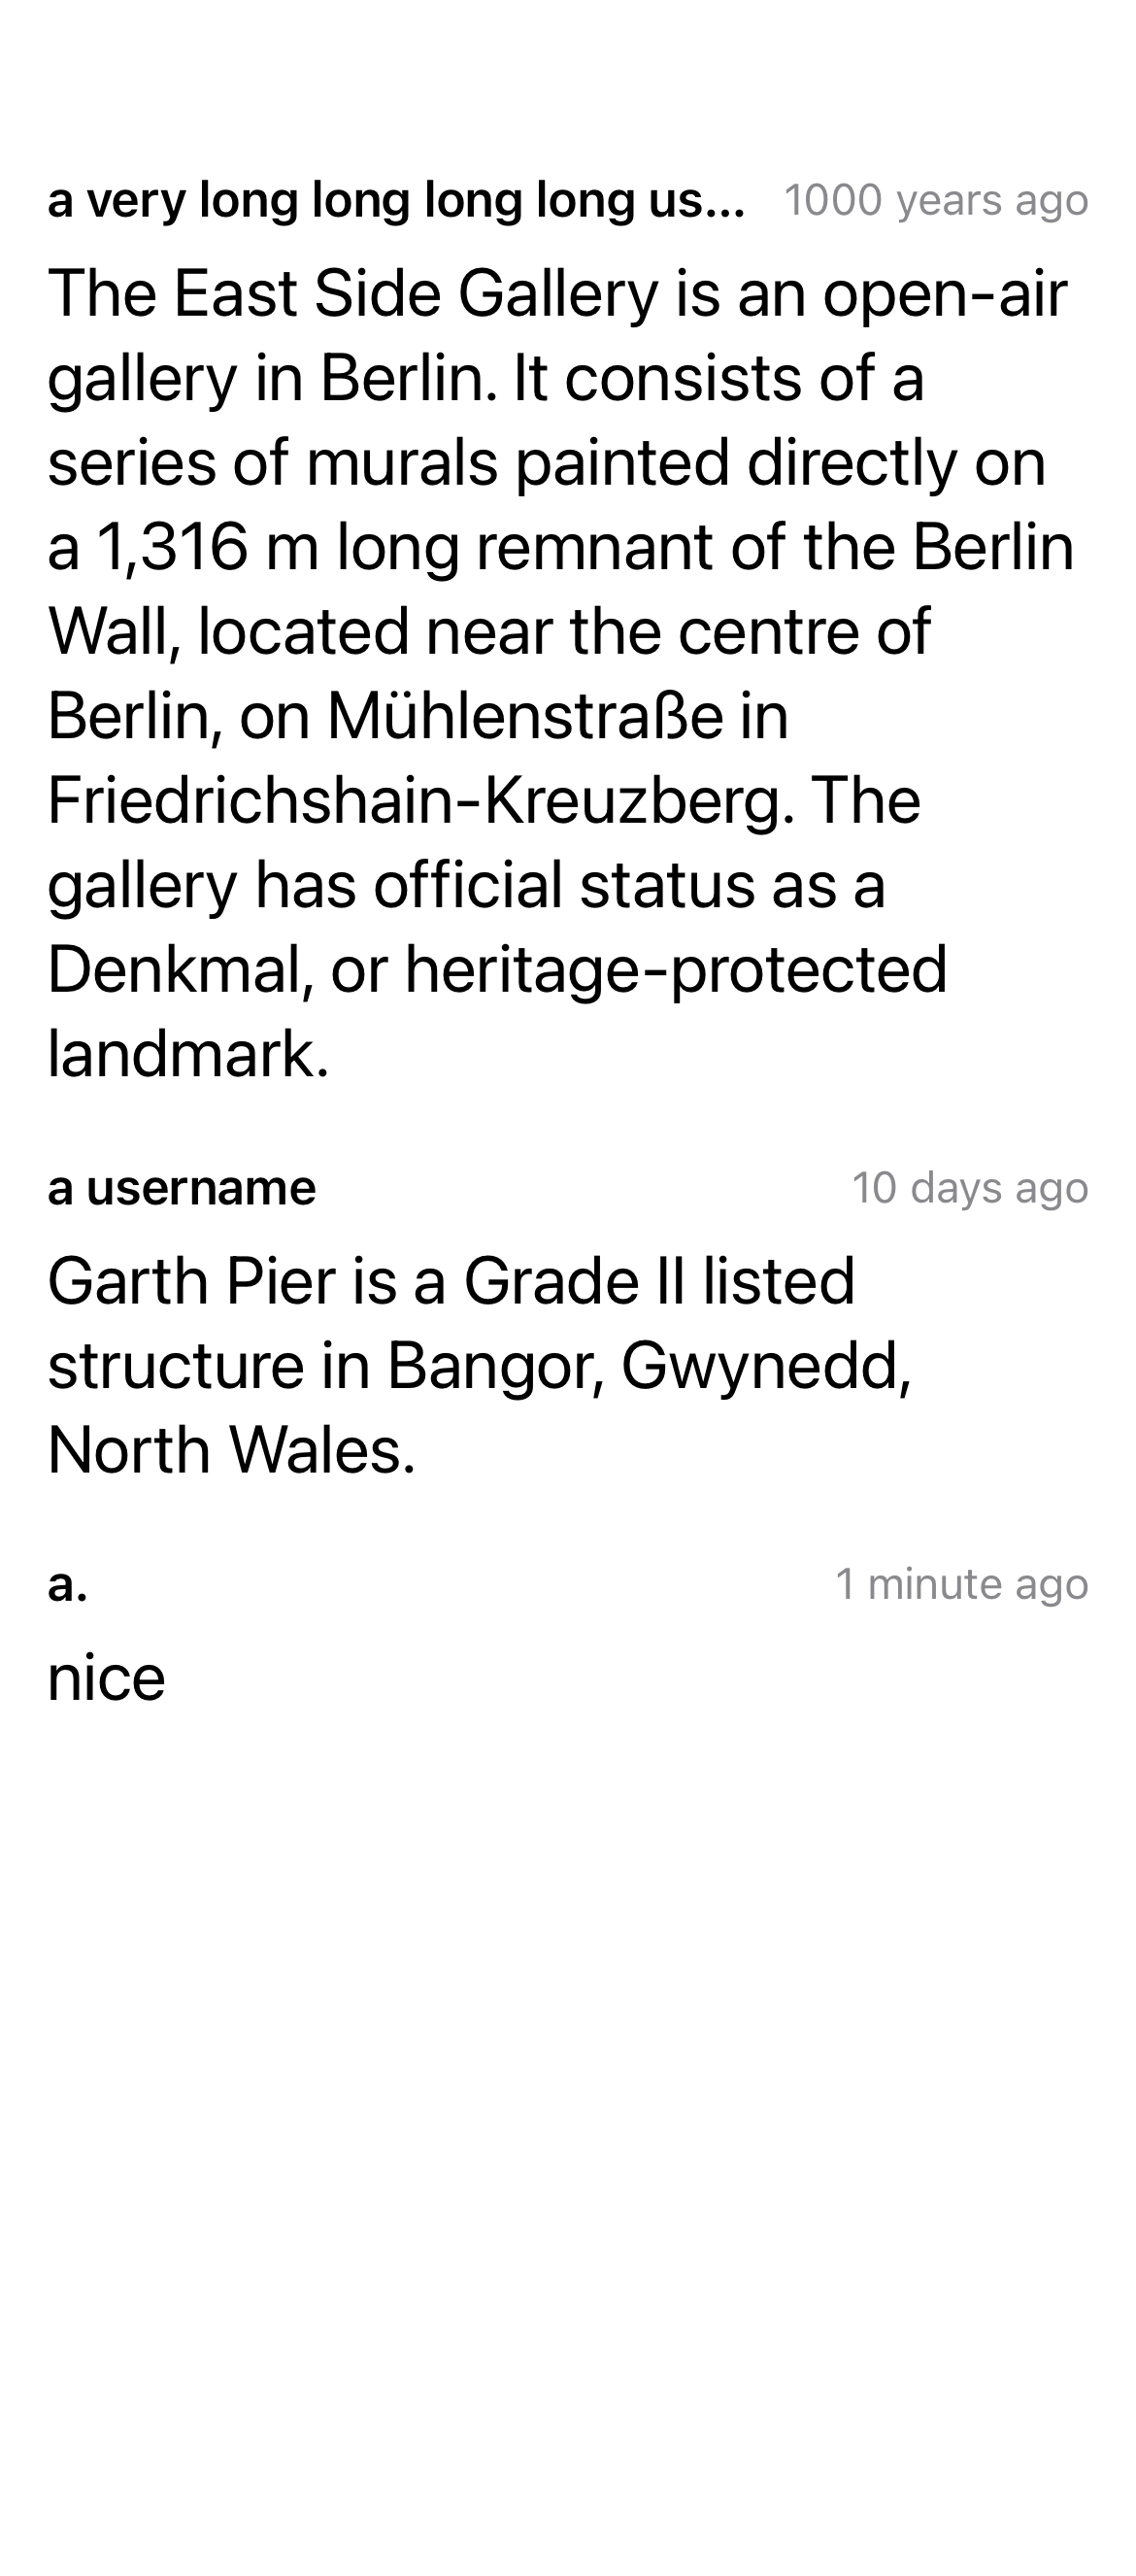 a very long long long long us...
1000 years ago
The East Side Gallery is an open-air
gallery in Berlin. It consists of a
series of murals painted directly on
a 1,316 m long remnant of the Berlin
Wall, located near the centre of
Berlin, on Mühlenstraße in
Friedrichshain-Kreuzberg. The
gallery has official status as a
Denkmal, or heritage-protected
landmark.
a username
10 days ago
Garth Pier is a Grade II listed
structure in Bangor, Gwynedd,
North Wales.
a.
1 minute ago
nice